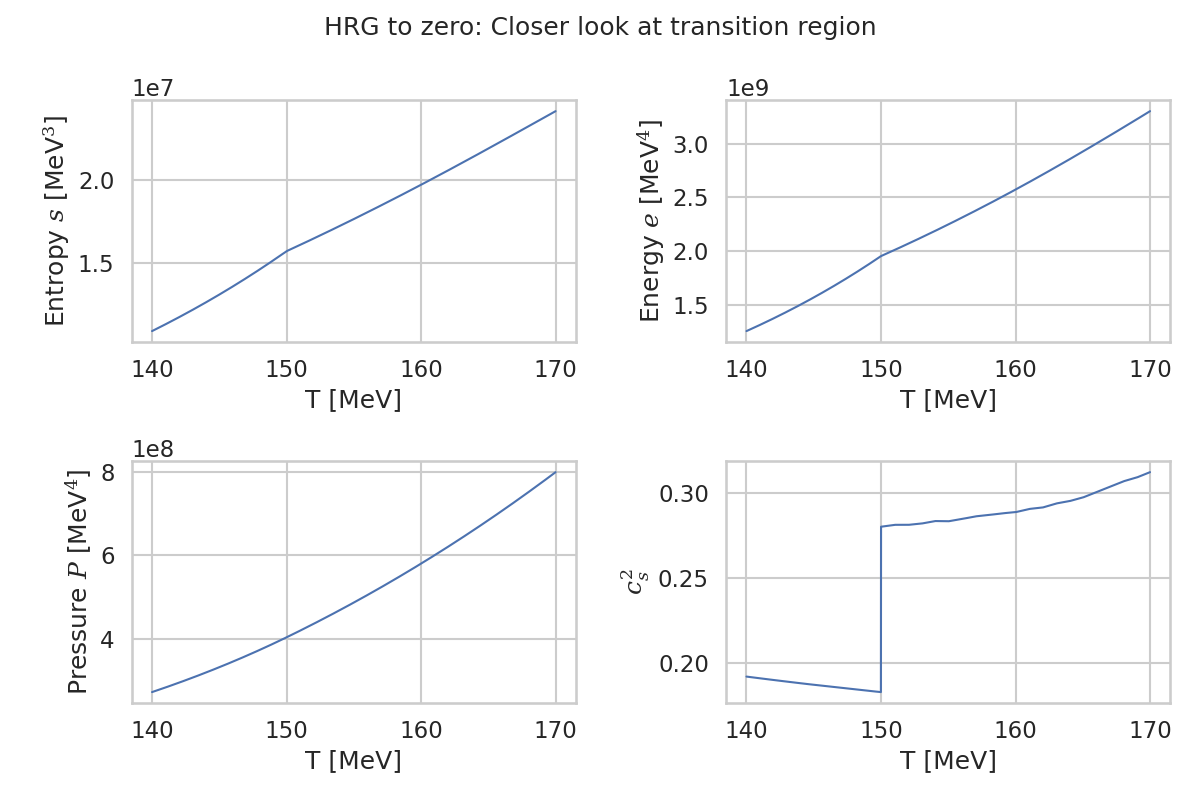 HRG to zero: Closer look at transition region
1e7
Entropy s [MeV³]
2.0
1.5
140 150 160 170
T [MeV]
1e9
Energy e [MeV⁴]
3.0
2.5
2.0
1.5
140 150 160 170
T [MeV]
1e8
Pressure P [MeV⁴]
8
6
4
140 150 160 170
T [MeV]
c_s^2
0.30
0.25
0.20
140 150 160 170
T [MeV]